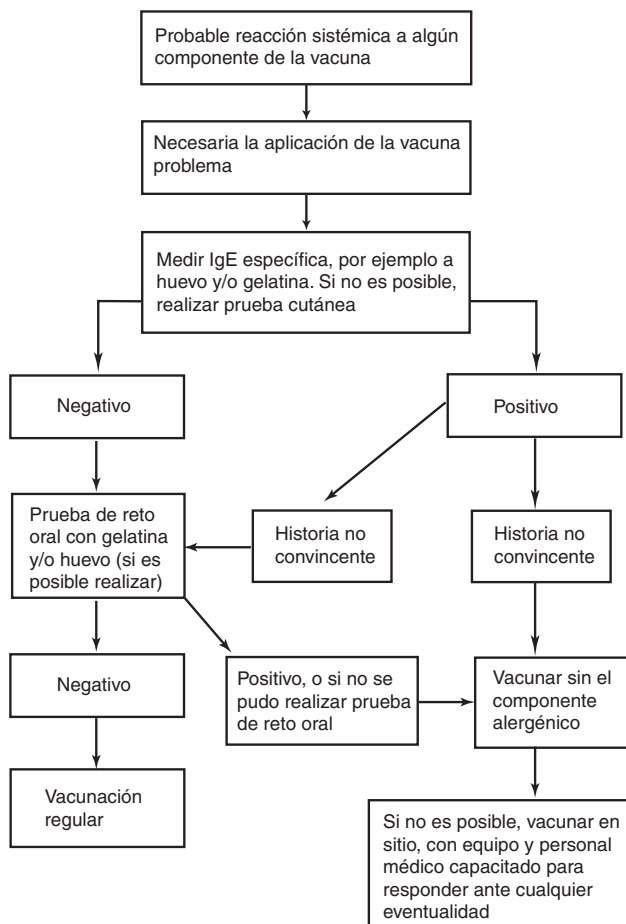 Probable reacción sistémica a algún
componente de la vacuna
Necesaria la aplicación de la vacuna
problema
Medir IgE específica, por ejemplo a
huevo y/o gelatina. Si no es posible,
realizar prueba cutánea
Negativo
Positivo
Prueba de reto
oral con gelatina
y/o huevo (si es
posible realizar)
Historia no
convincente
Historia no
convincente
Negativo
Positivo, o si no se
pudo realizar prueba
de reto oral
Vacunar sin el
componente
alergénico
Vacunación
regular
Si no es posible, vacunar en
sitio, con equipo y personal
médico capacitado para
responder ante cualquier
eventualidad